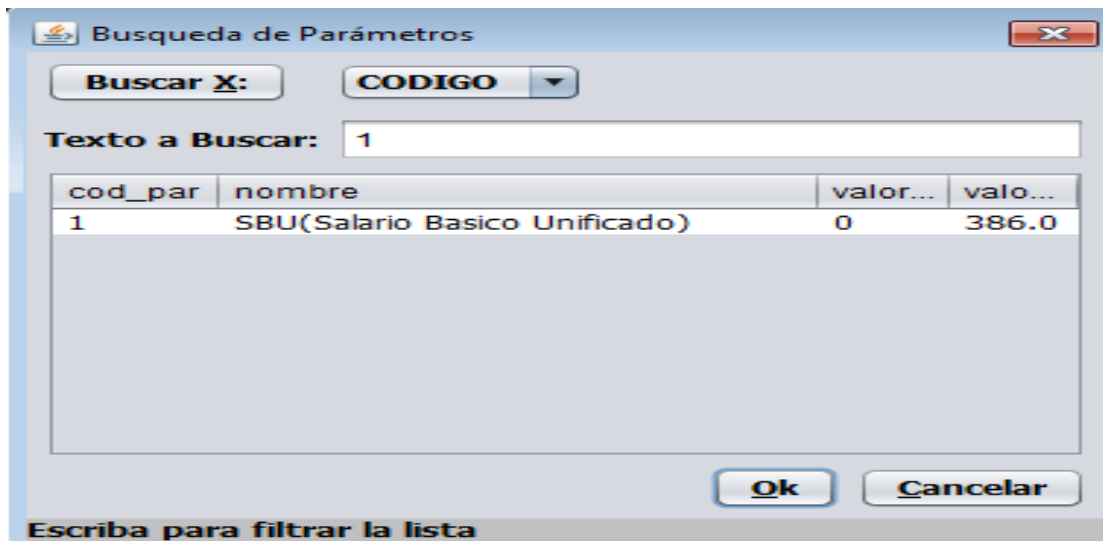 Busqueda de Parámetros
Buscar X: CODIGO
Texto a Buscar: 1
cod_par nombre valor... valo...
1 SBU(Salario Basico Unificado) 0 386.0
Ok Cancelar
Escriba para filtrar la lista